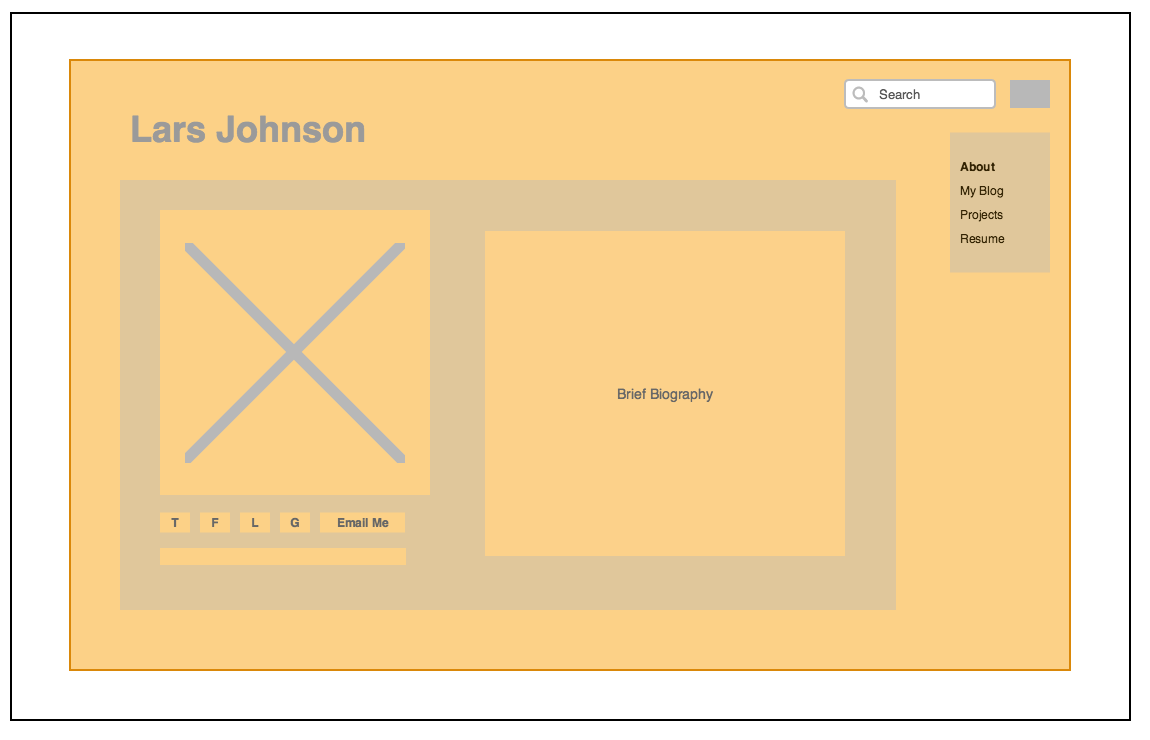 Search
Lars Johnson
About
My Blog
Projects
Resume
Brief Biography
T F L G Email Me